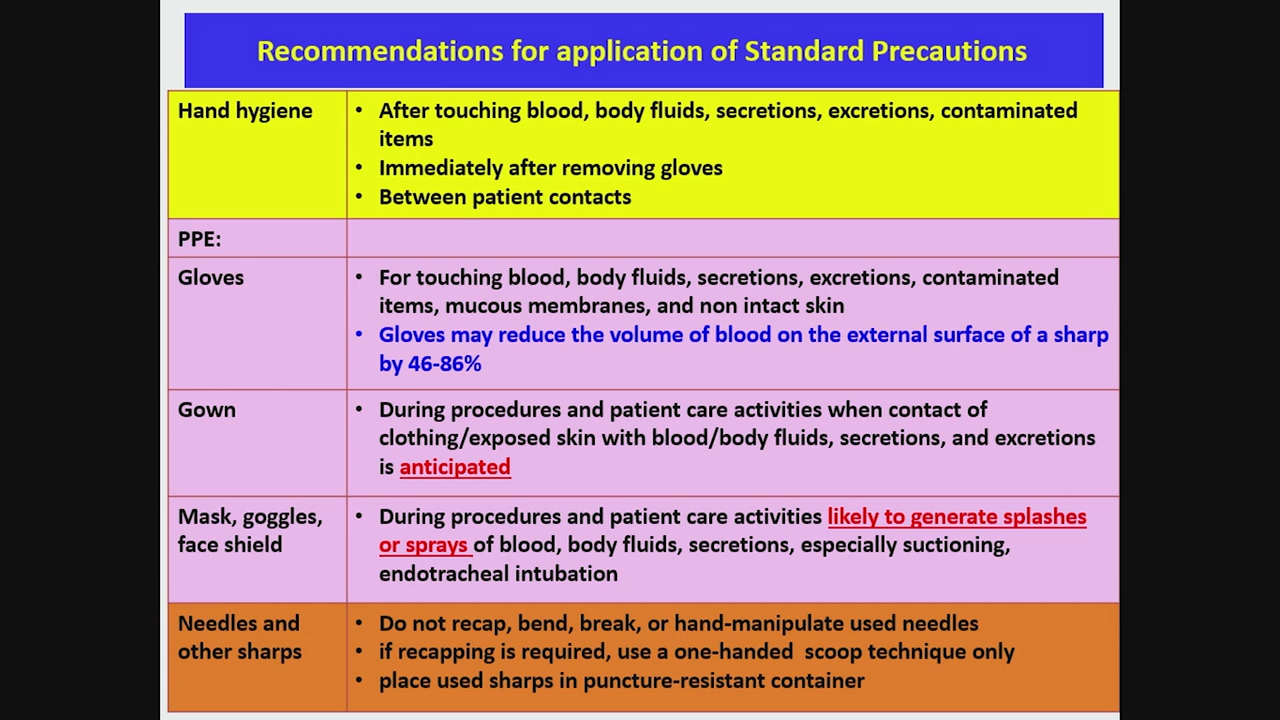 Recommendations for application of Standard Precautions
Hand hygiene
• After touching blood, body fluids, secretions, excretions, contaminated
items
• Immediately after removing gloves
• Between patient contacts
PPE:
Gloves
• For touching blood, body fluids, secretions, excretions, contaminated
items, mucous membranes, and non intact skin
• Gloves may reduce the volume of blood on the external surface of a sharp
by 46-86%
Gown
• During procedures and patient care activities when contact of
clothing/exposed skin with blood/body fluids, secretions, and excretions
is anticipated
Mask, goggles,
face shield
• During procedures and patient care activities likely to generate splashes
or sprays of blood, body fluids, secretions, especially suctioning,
endotracheal intubation
Needles and
other sharps
• Do not recap, bend, break, or hand-manipulate used needles
• if recapping is required, use a one-handed scoop technique only
• place used sharps in puncture-resistant container